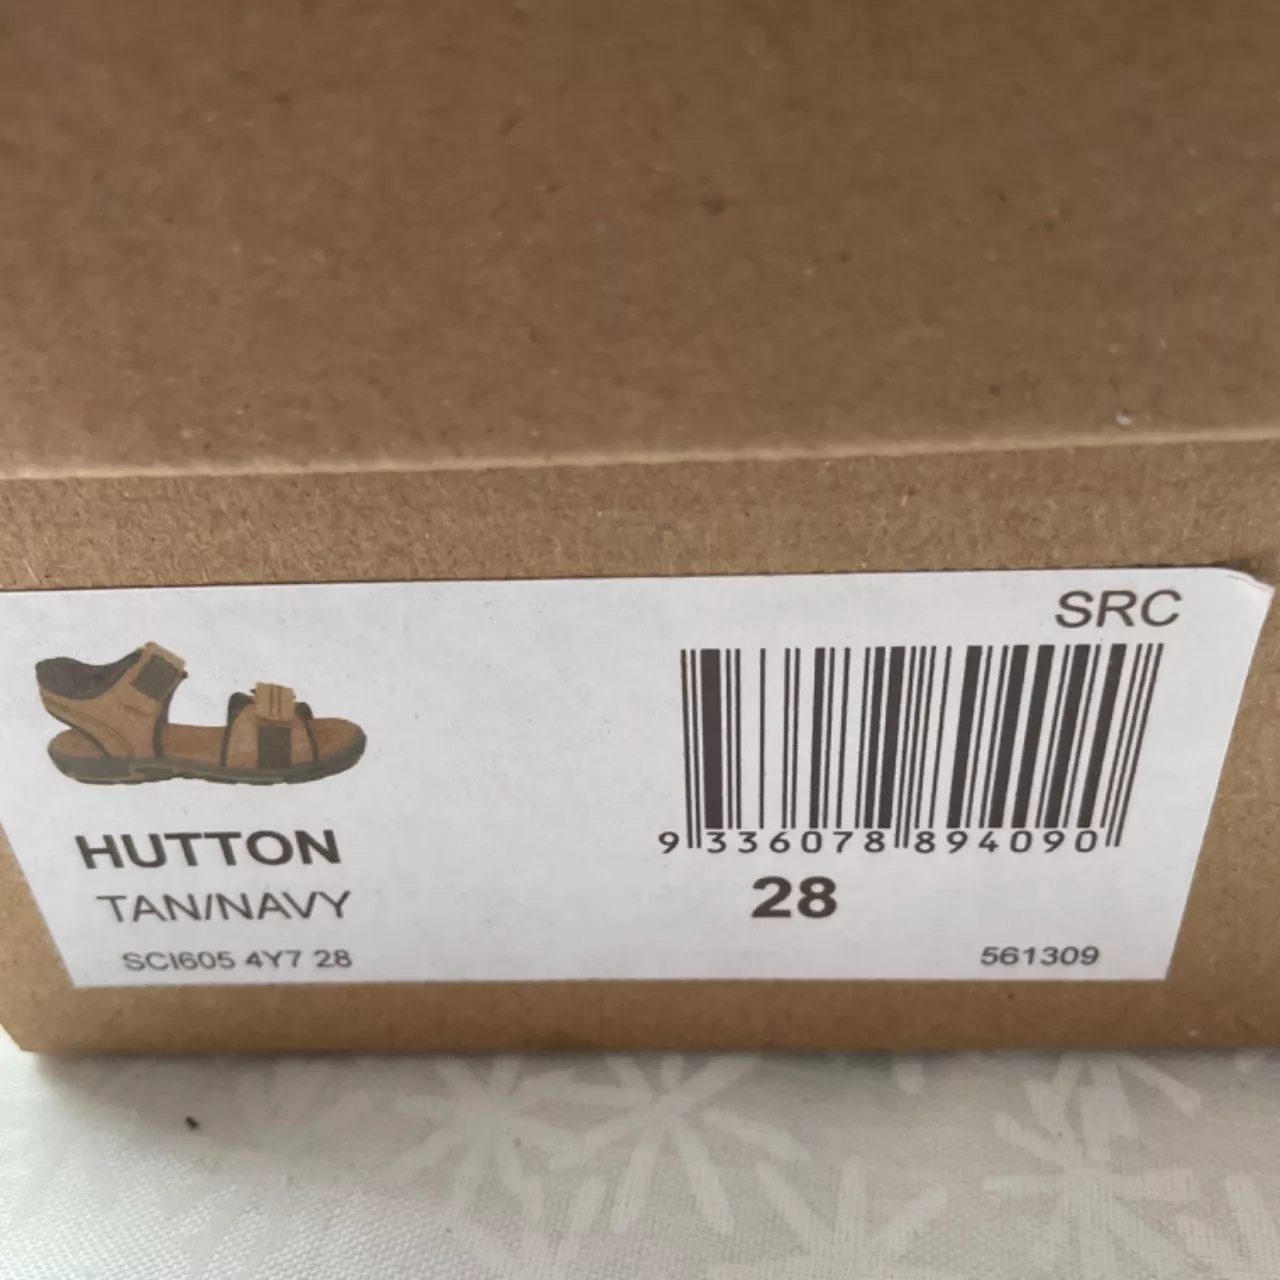 SRC
9 336078 894090
28
HUTTON
TAN/NAVY
SCI605 4Y7 28
561309